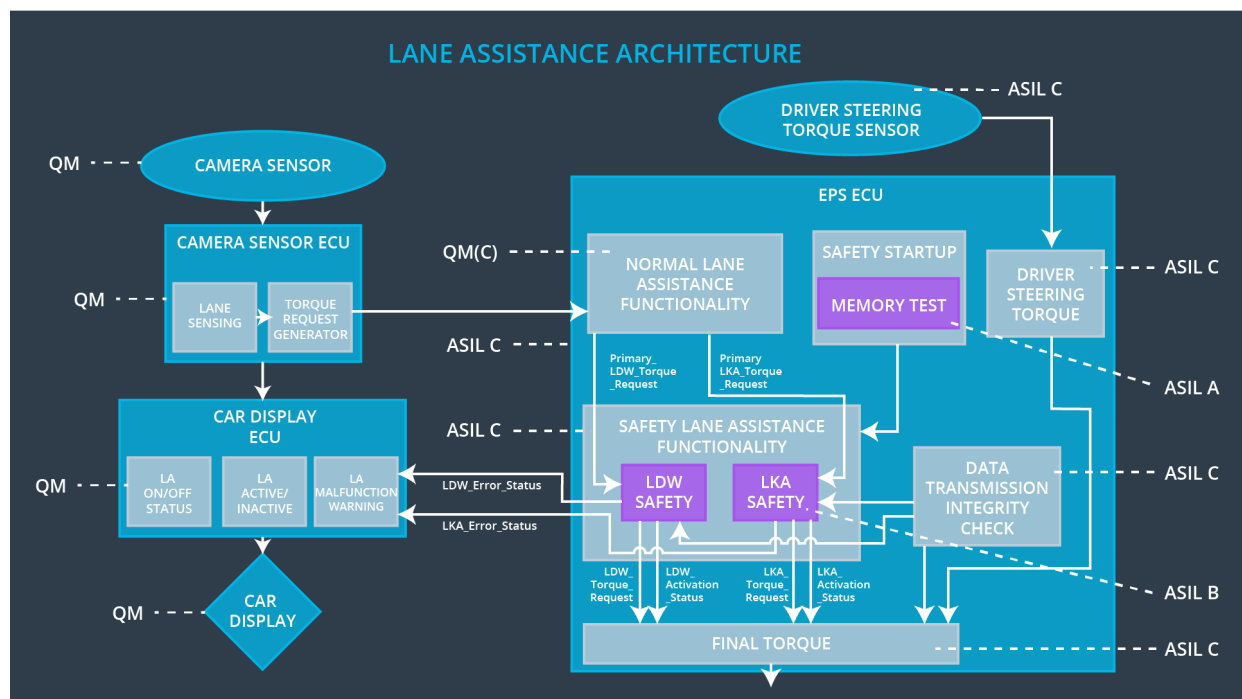 LANE ASSISTANCE ARCHITECTURE
ASIL C
DRIVER STEERING
TORQUE SENSOR
QM
CAMERA SENSOR
EPS ECU
CAMERA SENSOR ECU
QM(C)
NORMAL LANE
ASSISTANCE
FUNCTIONALITY
SAFETY STARTUP
MEMORY TEST
DRIVER
STEERING
TORQUE
ASIL C
QM
LANE
SENSING
TORQUE
REQUEST
GENERATOR
ASIL C
Primary_
LDW_Torque
_Request
Primary
LKA_Torque
_Request
ASIL A
CAR DISPLAY
ECU
ASIL C
SAFETY LANE ASSISTANCE
FUNCTIONALITY
QM
LA
ON/OFF
STATUS
LA
ACTIVE/
INACTIVE
LA
MALFUNCTION
WARNING
LDW_Error_Status
LKA_Error_Status
LDW
SAFETY
LKA
SAFETY
DATA
TRANSMISSION
INTEGRITY
CHECK
ASIL C
LDW_
Torque_
Request
LDW_
Activation
_Status
LKA_
Torque_
Request
LKA_
Activation
_Status
ASIL B
QM
CAR
DISPLAY
FINAL TORQUE
ASIL C